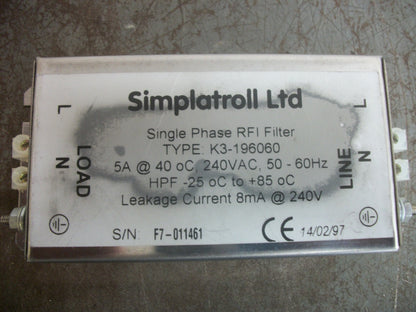 Simplatroll Ltd
Single Phase RFI Filter
TYPE: K3-196060
5A @ 40 oC, 240VAC, 50 - 60Hz
HPF -25 oC to +85 oC
Leakage Current 8mA @ 240V
S/N: F7-011461
CE 14/02/97
L
N
LOAD
L
N
LINE